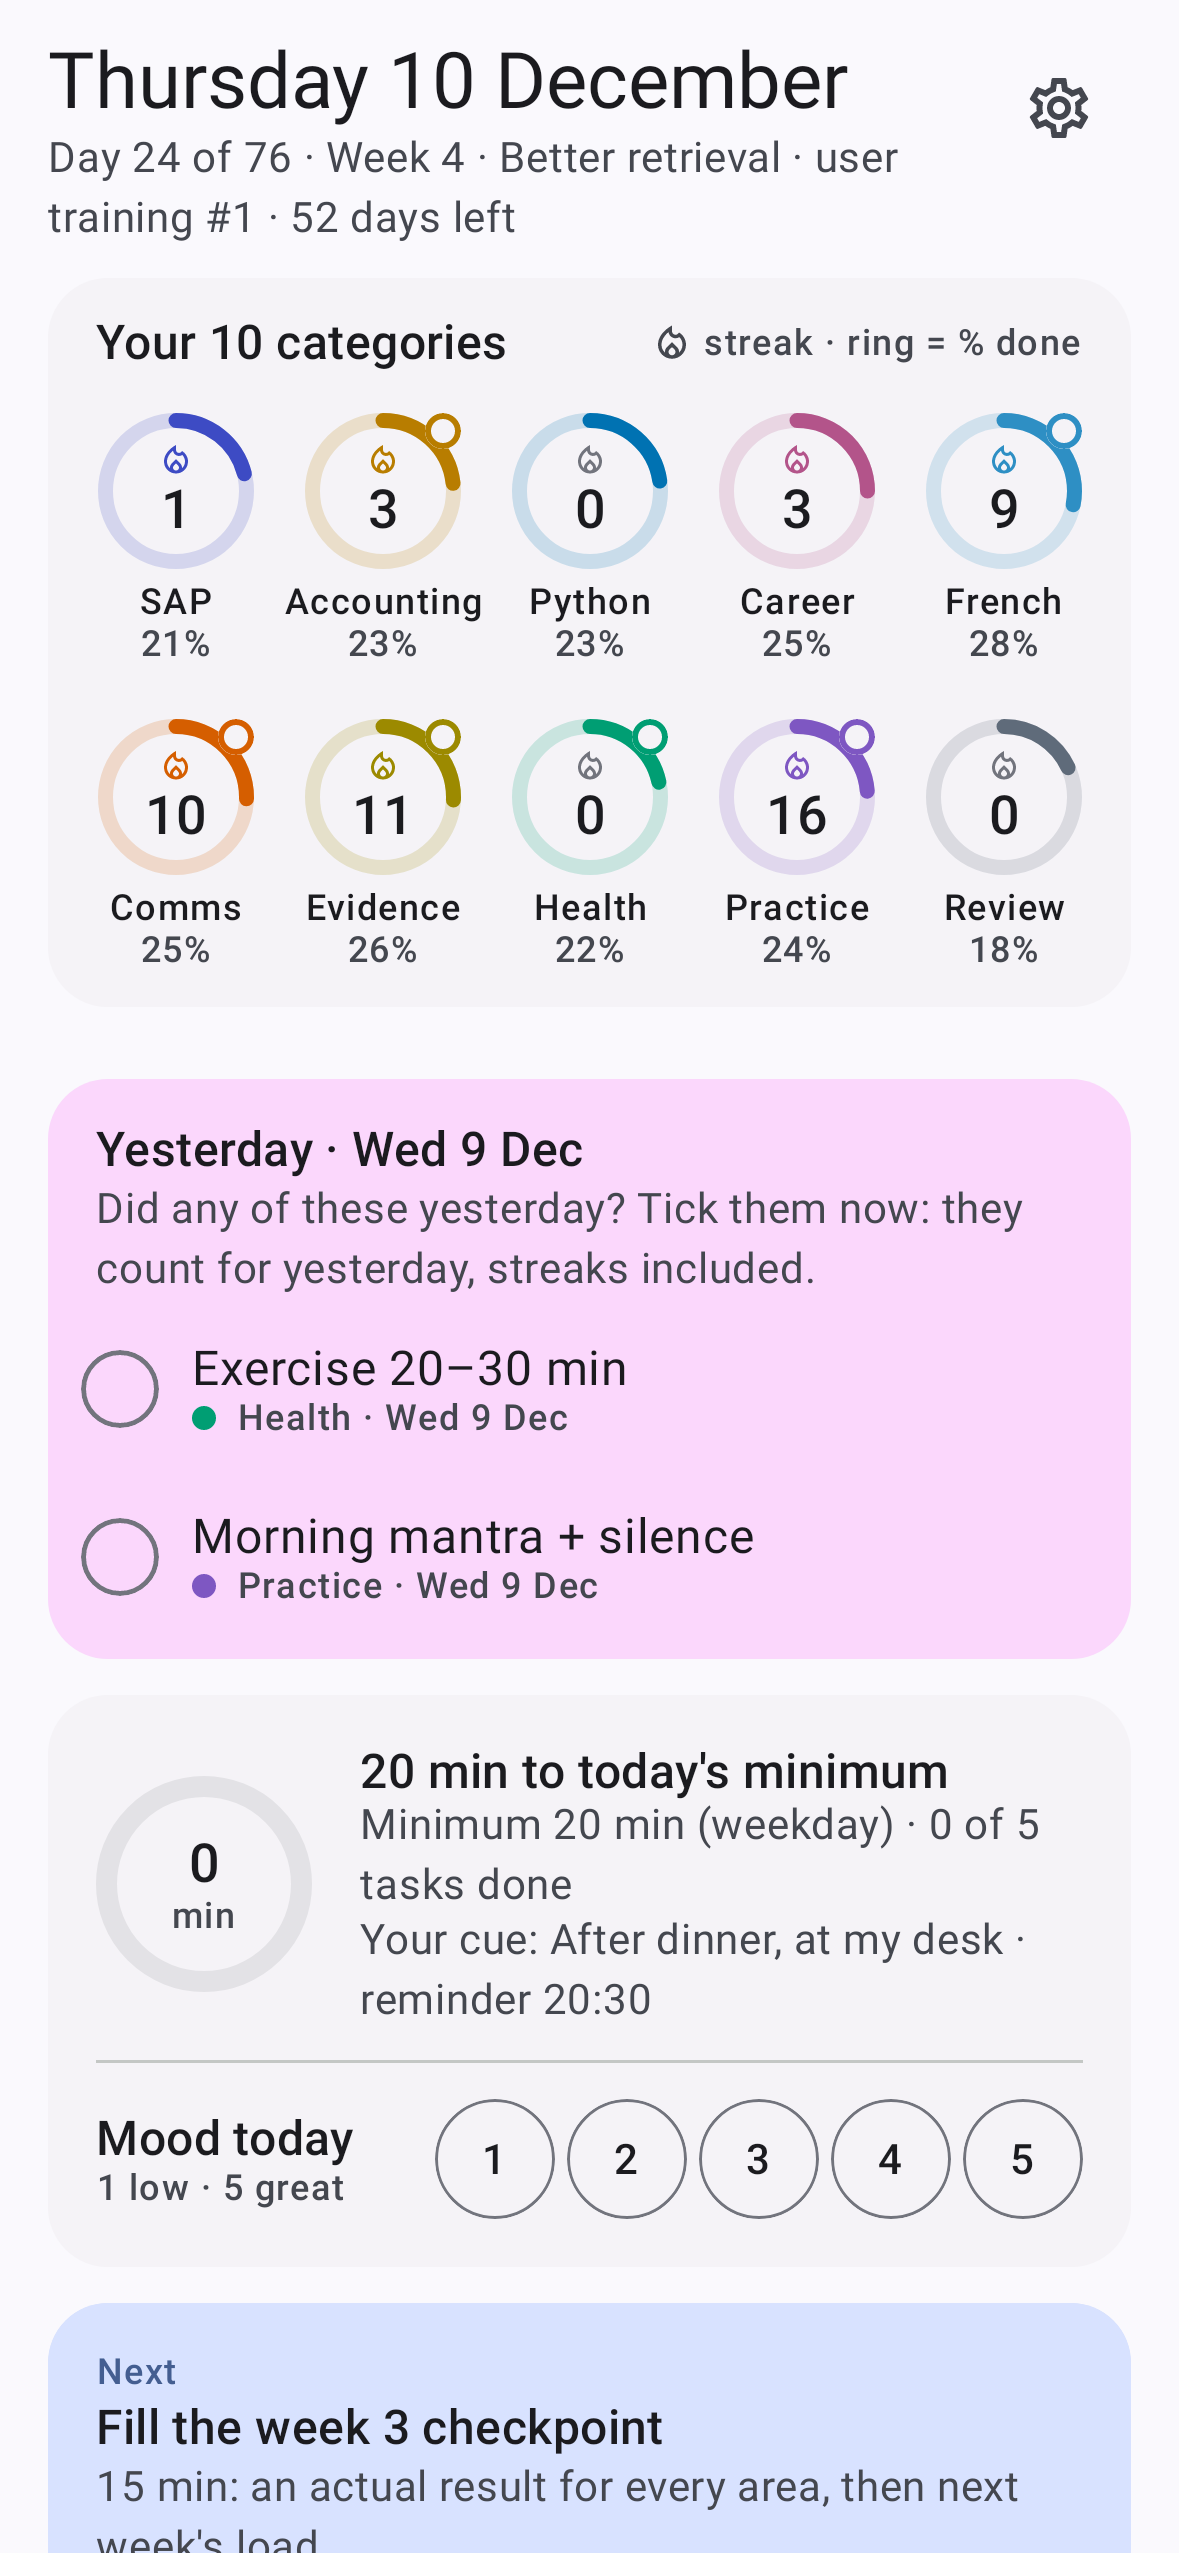 Thursday 10 December
Day 24 of 76 · Week 4 · Better retrieval · user
training #1 · 52 days left
Your 10 categories
streak · ring = % done
1
3
0
3
9
SAP
Accounting
Python
Career
French
21%
23%
23%
25%
28%
10
11
0
16
0
Comms
Evidence
Health
Practice
Review
25%
26%
22%
24%
18%
Yesterday · Wed 9 Dec
Did any of these yesterday? Tick them now: they
count for yesterday, streaks included.
Exercise 20–30 min
Health · Wed 9 Dec
Morning mantra + silence
Practice · Wed 9 Dec
0
min
20 min to today's minimum
Minimum 20 min (weekday) · 0 of 5
tasks done
Your cue: After dinner, at my desk ·
reminder 20:30
Mood today
1 low · 5 great
1
2
3
4
5
Next
Fill the week 3 checkpoint
15 min: an actual result for every area, then next
week's load